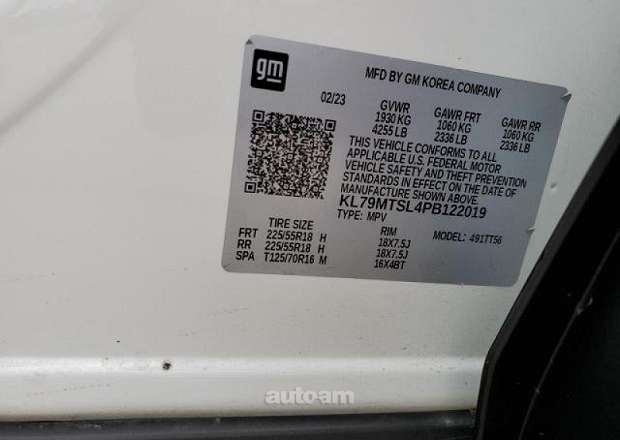 gm
MFD BY GM KOREA COMPANY
02/23
GVWR GAWR FRT GAWR RR
1930 KG 1060 KG 1060 KG
4255 LB 2336 LB 2336 LB
THIS VEHICLE CONFORMS TO ALL
APPLICABLE U.S. FEDERAL MOTOR
VEHICLE SAFETY AND THEFT PREVENTION
STANDARDS IN EFFECT ON THE DATE OF
MANUFACTURE SHOWN ABOVE.
KL79MTSL4PB122019
TYPE: MPV
TIRE SIZE RIM MODEL: 491TT56
FRT 225/55R18 H 18X7.5J
RR 225/55R18 H 18X7.5J
SPA T125/70R16 M 16X4BT
auto-am